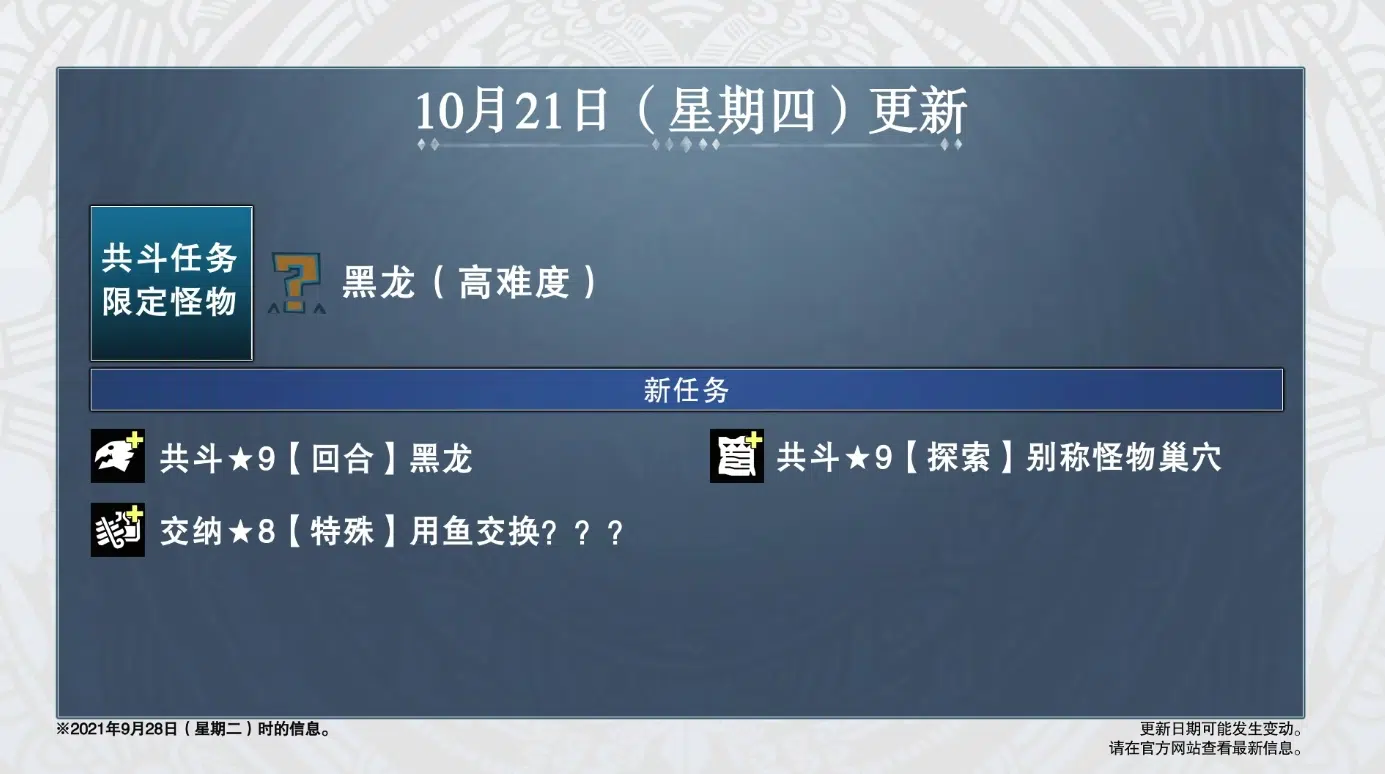 10月21日（星期四）更新
共斗任务
限定怪物
黑龙（高难度）
新任务
共斗★9【回合】黑龙
共斗★9【探索】别称怪物巢穴
交纳★8【特殊】用鱼交换？？？
※2021年9月28日（星期二）时的信息。
更新日期可能发生变动。
请在官方网站查看最新信息。